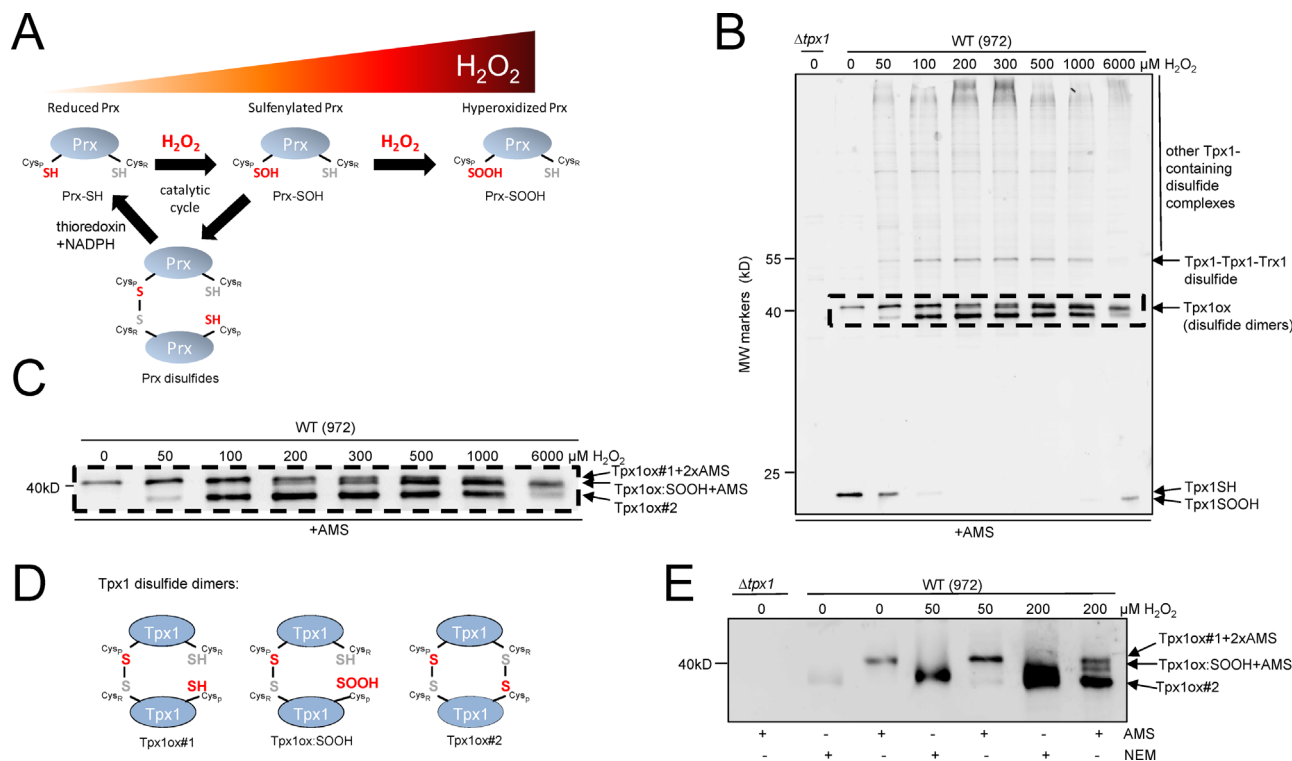 A
H2O2
Reduced Prx
Sulfenylated Prx
Hyperoxidized Prx
Prx
H2O2
Prx
H2O2
Prx
CysP
CysR
CysP
CysR
CysP
CysR
SH
SH
SOH
SH
SOOH
SH
Prx-SH
catalytic
cycle
Prx-SOH
Prx-SOOH
thioredoxin
+NADPH
Prx
CysP
CysR
S
SH
S
SH
CysR
CysP
Prx
Prx disulfides
B
Δtpx1
WT (972)
0 0 50 100 200 300 500 1000 6000 µM H2O2
MW markers (kD)
55
40
25
other Tpx1-
containing
disulfide
complexes
Tpx1-Tpx1-Trx1
disulfide
Tpx1ox
(disulfide dimers)
Tpx1SH
Tpx1SOOH
+AMS
C
WT (972)
0 50 100 200 300 500 1000 6000 µM H2O2
40kD
Tpx1ox#1+2xAMS
Tpx1ox:SOOH+AMS
Tpx1ox#2
+AMS
D
Tpx1 disulfide dimers:
Tpx1
Tpx1
Tpx1
CysP
CysR
CysP
CysR
CysP
CysR
S
SH
S
SH
S
S
S
SH
S
SOOH
S
S
CysR
CysP
CysR
CysP
CysR
CysP
Tpx1
Tpx1
Tpx1
Tpx1ox#1
Tpx1ox:SOOH
Tpx1ox#2
E
Δtpx1
WT (972)
0 0 0 50 50 200 200 µM H2O2
40kD
Tpx1ox#1+2xAMS
Tpx1ox:SOOH+AMS
Tpx1ox#2
+ - + - + - + AMS
- + - + - + - NEM